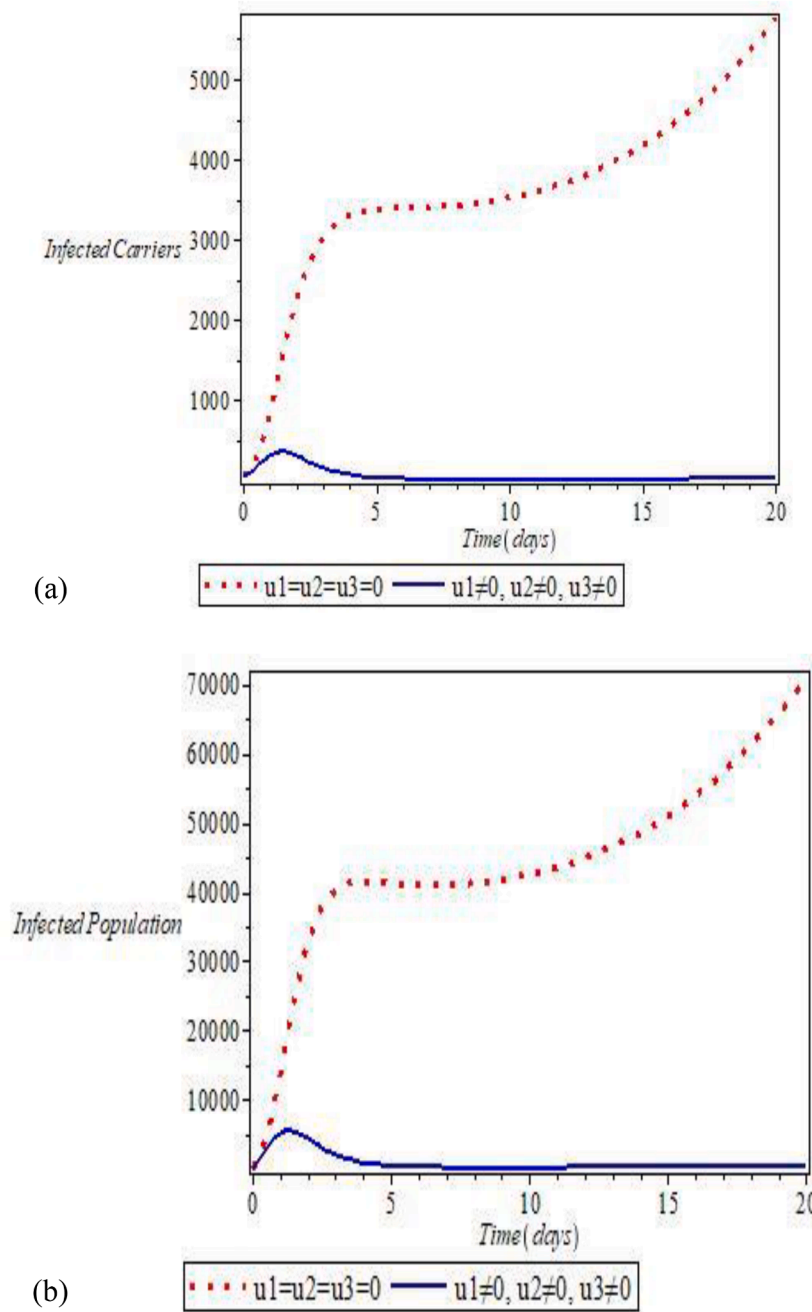 5000
4000
Infected Carriers 3000
2000
1000
0 5 10 15 20
Time(days)
(a) u1=u2=u3=0 u1≠0, u2≠0, u3≠0
70000
60000
50000
40000
Infected Population
30000
20000
10000
0 5 10 15 20
Time(days)
(b) u1=u2=u3=0 u1≠0, u2≠0, u3≠0